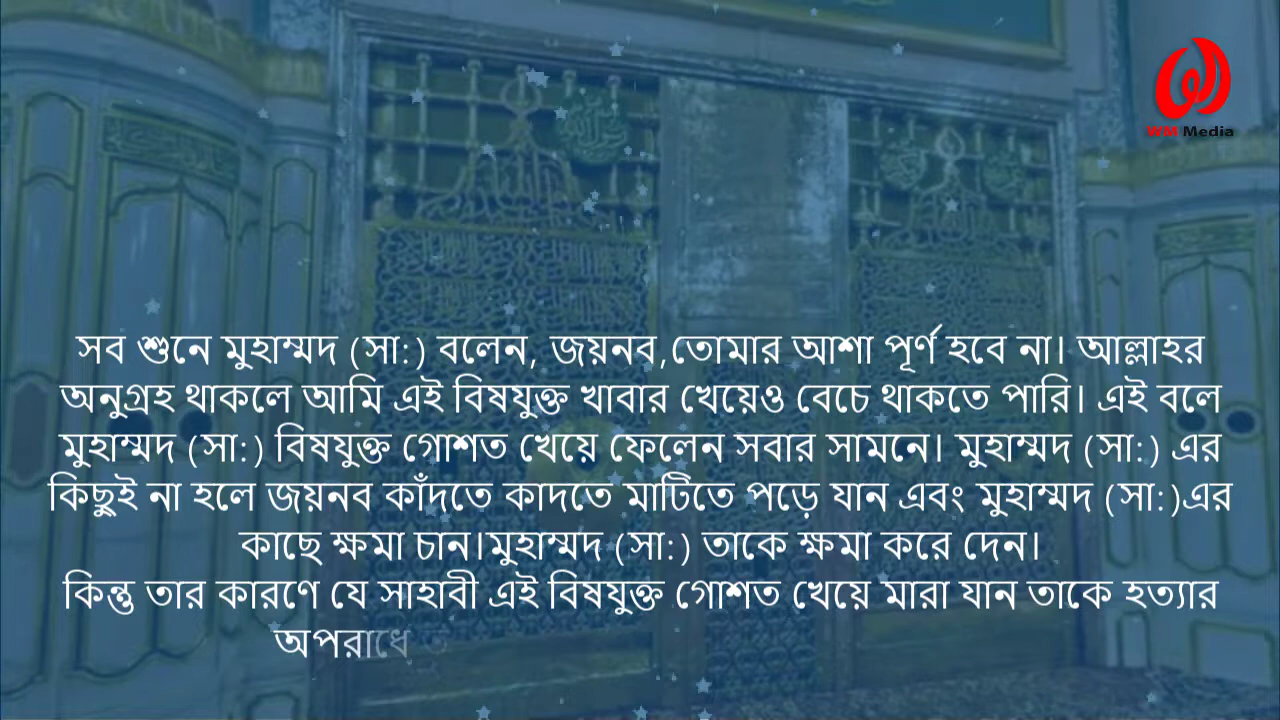 WM Media
সব শুনে মুহাম্মদ (সা:) বলেন, জয়নব,তোমার আশা পূর্ণ হবে না। আল্লাহর
অনুগ্রহ থাকলে আমি এই বিষযুক্ত খাবার খেয়েও বেচে থাকতে পারি। এই বলে
মুহাম্মদ (সা:) বিষযুক্ত গোশত খেয়ে ফেলেন সবার সামনে। মুহাম্মদ (সা:) এর
কিছুই না হলে জয়নব কাঁদতে কাদতে মাটিতে পড়ে যান এবং মুহাম্মদ (সা:)এর
কাছে ক্ষমা চান।মুহাম্মদ (সা:) তাকে ক্ষমা করে দেন।
কিন্তু তার কারণে যে সাহাবী এই বিষযুক্ত গোশত খেয়ে মারা যান তাকে হত্যার
অপরাধে